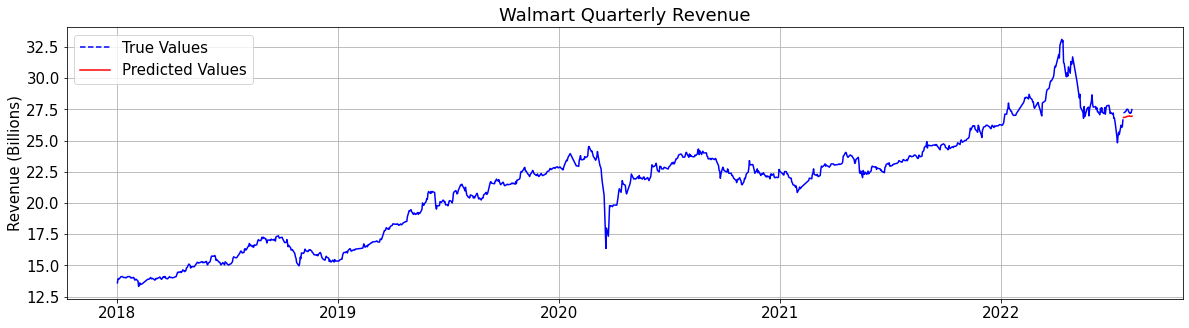 Walmart Quarterly Revenue
True Values
Predicted Values
Revenue (Billions)
32.5
30.0
27.5
25.0
22.5
20.0
17.5
15.0
12.5
2018 2019 2020 2021 2022